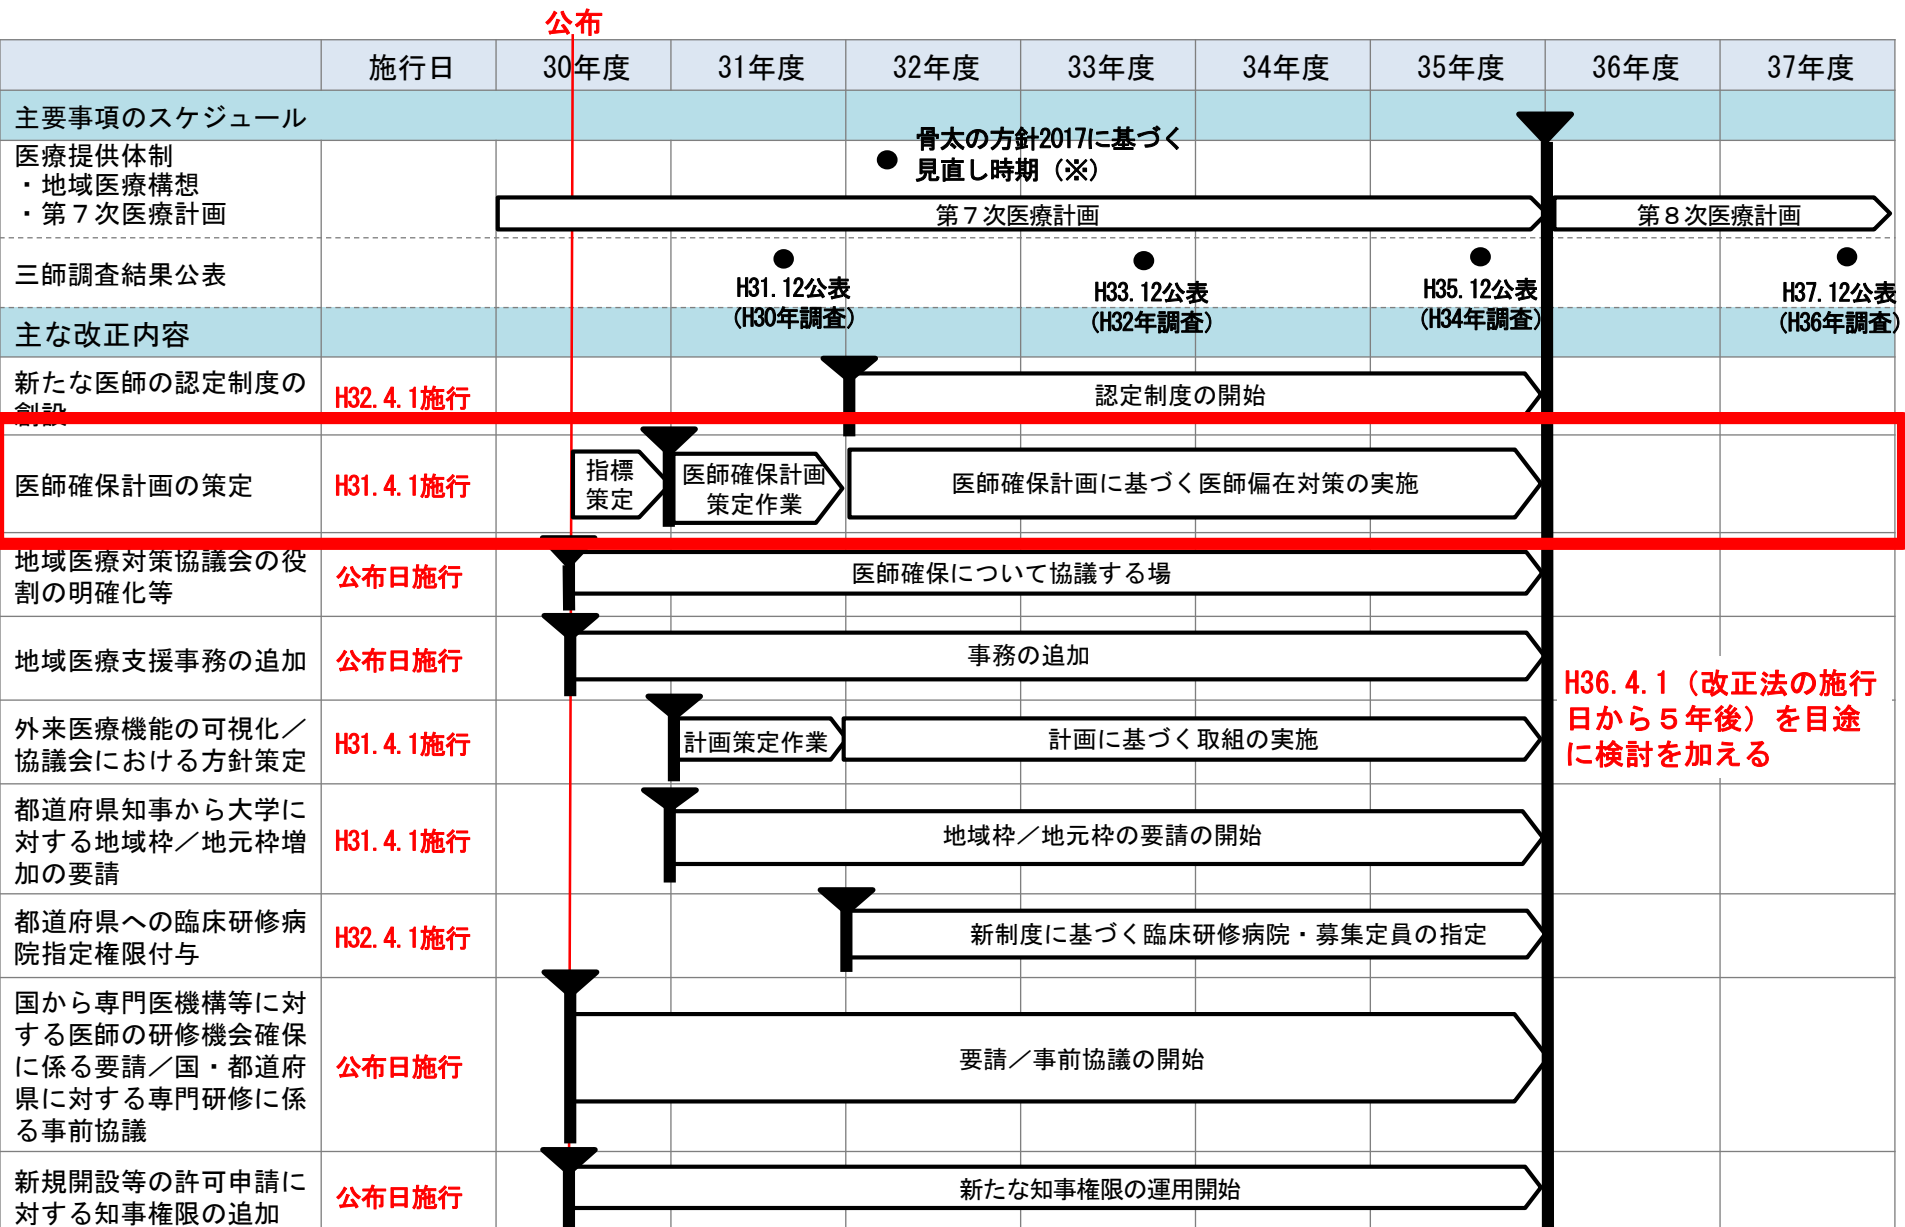 公布
施行日
30年度
31年度
32年度
33年度
34年度
35年度
36年度
37年度
主要事項のスケジュール
医療提供体制
・地域医療構想
・第７次医療計画
骨太の方針2017に基づく
見直し時期（※）
第７次医療計画
第８次医療計画
三師調査結果公表
H31.12公表
(H30年調査)
H33.12公表
(H32年調査)
H35.12公表
(H34年調査)
H37.12公表
(H36年調査)
主な改正内容
新たな医師の認定制度の
創設
H32.4.1施行
認定制度の開始
医師確保計画の策定
H31.4.1施行
指標
策定
医師確保計画
策定作業
医師確保計画に基づく医師偏在対策の実施
地域医療対策協議会の役
割の明確化等
公布日施行
医師確保について協議する場
地域医療支援事務の追加
公布日施行
事務の追加
H36.4.1（改正法の施行
日から５年後）を目途
に検討を加える
外来医療機能の可視化／
協議会における方針策定
H31.4.1施行
計画策定作業
計画に基づく取組の実施
都道府県知事から大学に
対する地域枠／地元枠増
加の要請
H31.4.1施行
地域枠／地元枠の要請の開始
都道府県への臨床研修病
院指定権限付与
H32.4.1施行
新制度に基づく臨床研修病院・募集定員の指定
国から専門医機構等に対
する医師の研修機会確保
に係る要請／国・都道府
県に対する専門研修に係
る事前協議
公布日施行
要請／事前協議の開始
新規開設等の許可申請に
対する知事権限の追加
公布日施行
新たな知事権限の運用開始